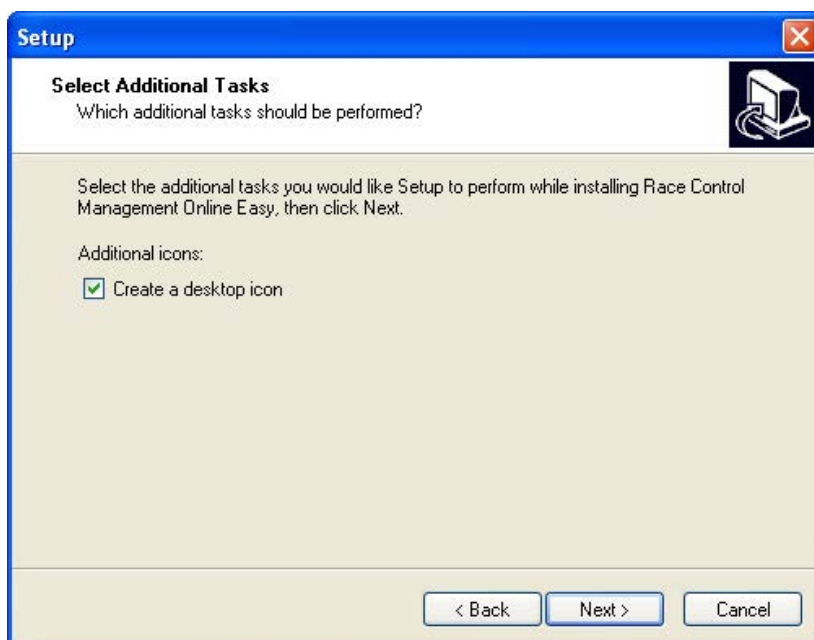 Setup
Select Additional Tasks
Which additional tasks should be performed?
Select the additional tasks you would like Setup to perform while installing Race Control
Management Online Easy, then click Next.
Additional icons:
Create a desktop icon
< Back Next > Cancel